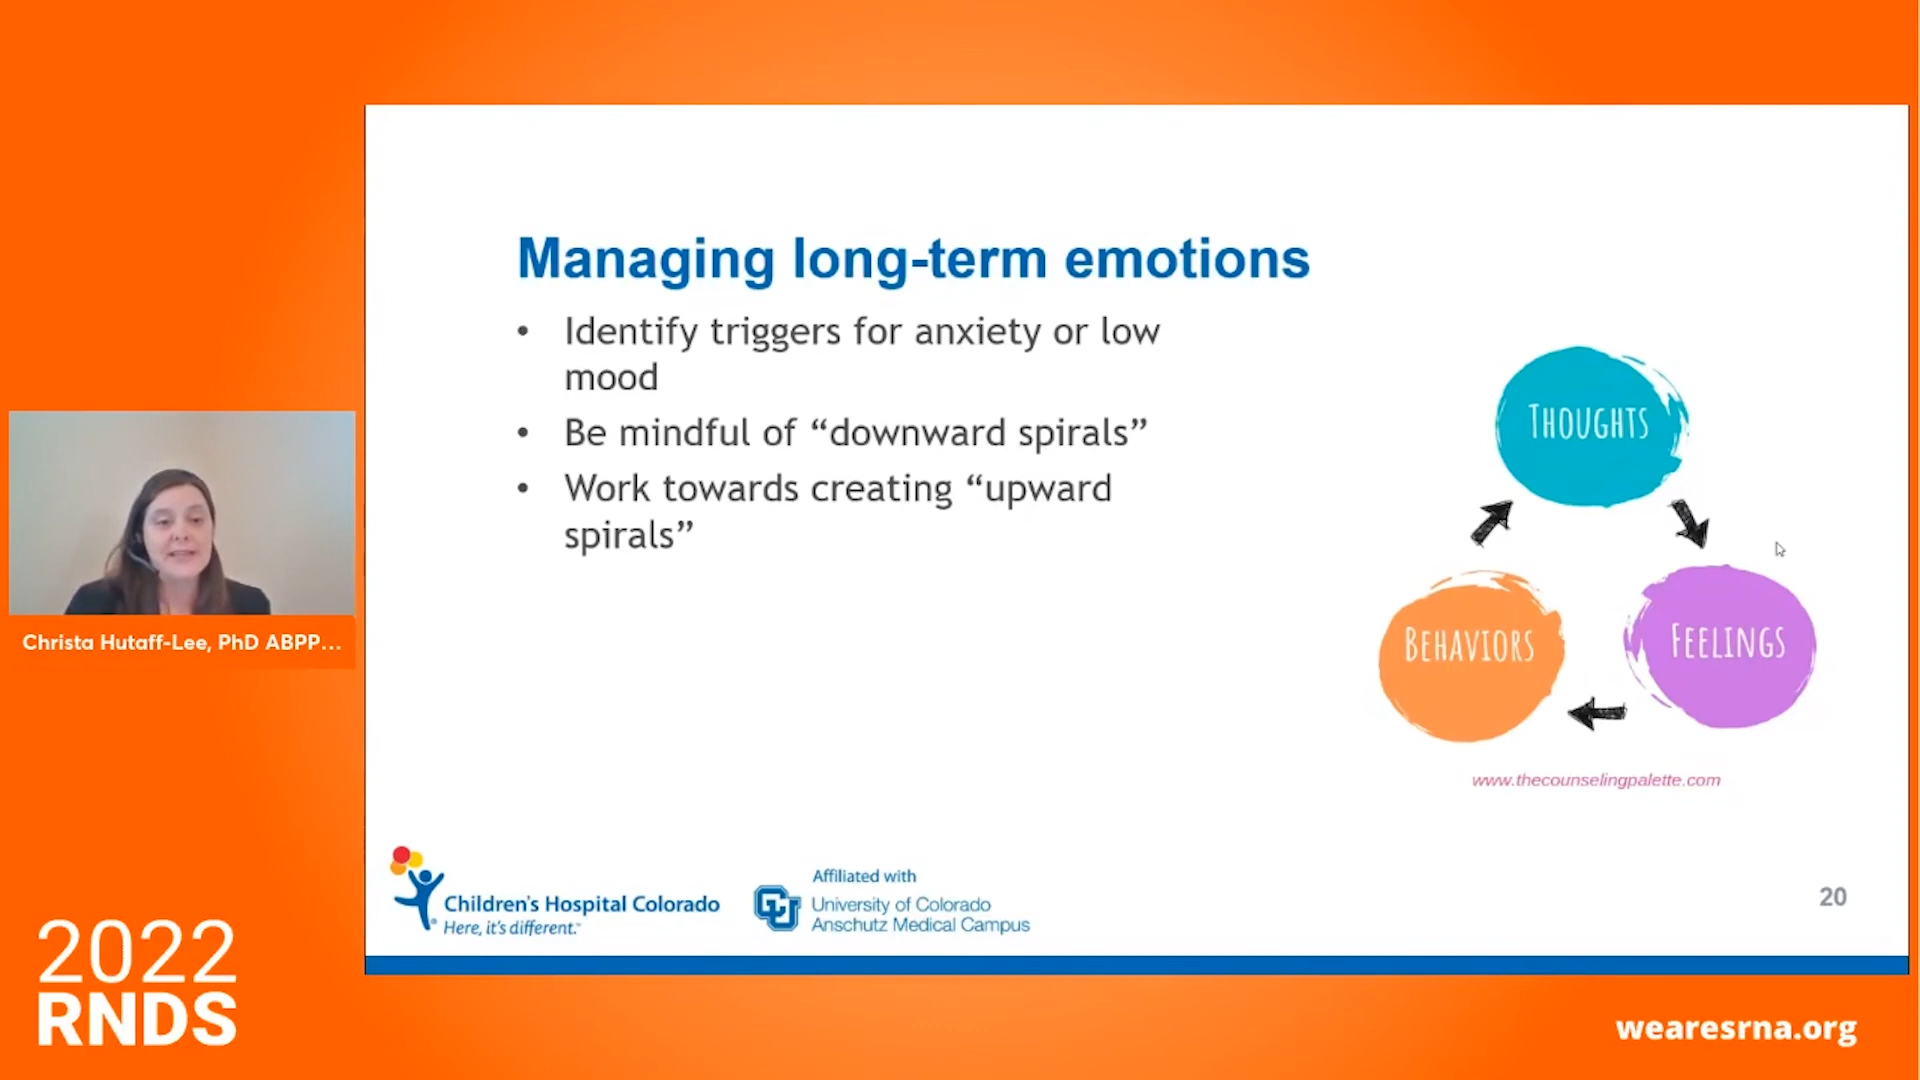 Managing long-term emotions
• Identify triggers for anxiety or low
mood
• Be mindful of “downward spirals”
• Work towards creating “upward
spirals”
THOUGHTS
BEHAVIORS
FEELINGS
www.thecounselingpalette.com
Christa Hutaff-Lee, PhD ABPP...
Children's Hospital Colorado
Here, it's different.™
Affiliated with
CU
University of Colorado
Anschutz Medical Campus
20
2022
RNDS
wearesrna.org